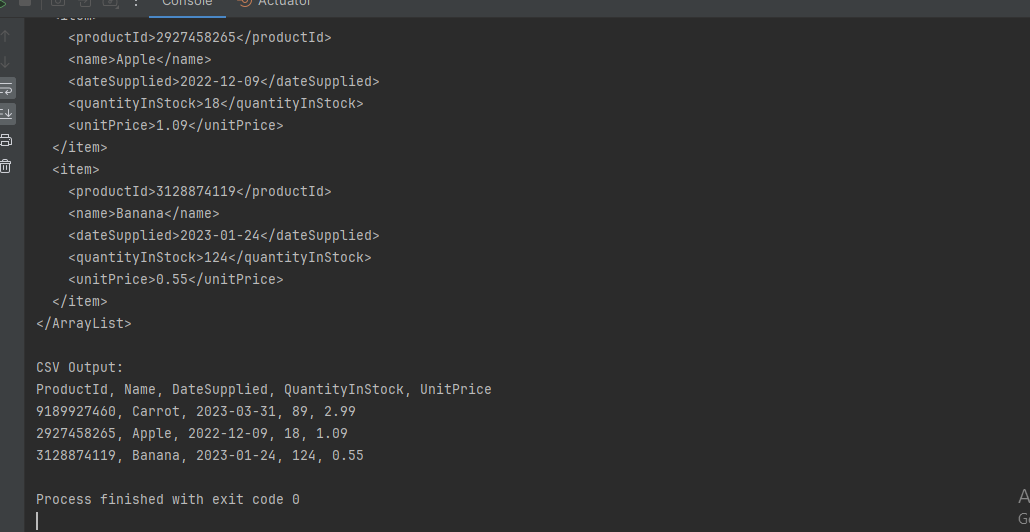 Console Actuator
<item>
<productId>2927458265</productId>
<name>Apple</name>
<dateSupplied>2022-12-09</dateSupplied>
<quantityInStock>18</quantityInStock>
<unitPrice>1.09</unitPrice>
</item>
<item>
<productId>3128874119</productId>
<name>Banana</name>
<dateSupplied>2023-01-24</dateSupplied>
<quantityInStock>124</quantityInStock>
<unitPrice>0.55</unitPrice>
</item>
</ArrayList>
CSV Output:
ProductId, Name, DateSupplied, QuantityInStock, UnitPrice
9189927460, Carrot, 2023-03-31, 89, 2.99
2927458265, Apple, 2022-12-09, 18, 1.09
3128874119, Banana, 2023-01-24, 124, 0.55
Process finished with exit code 0